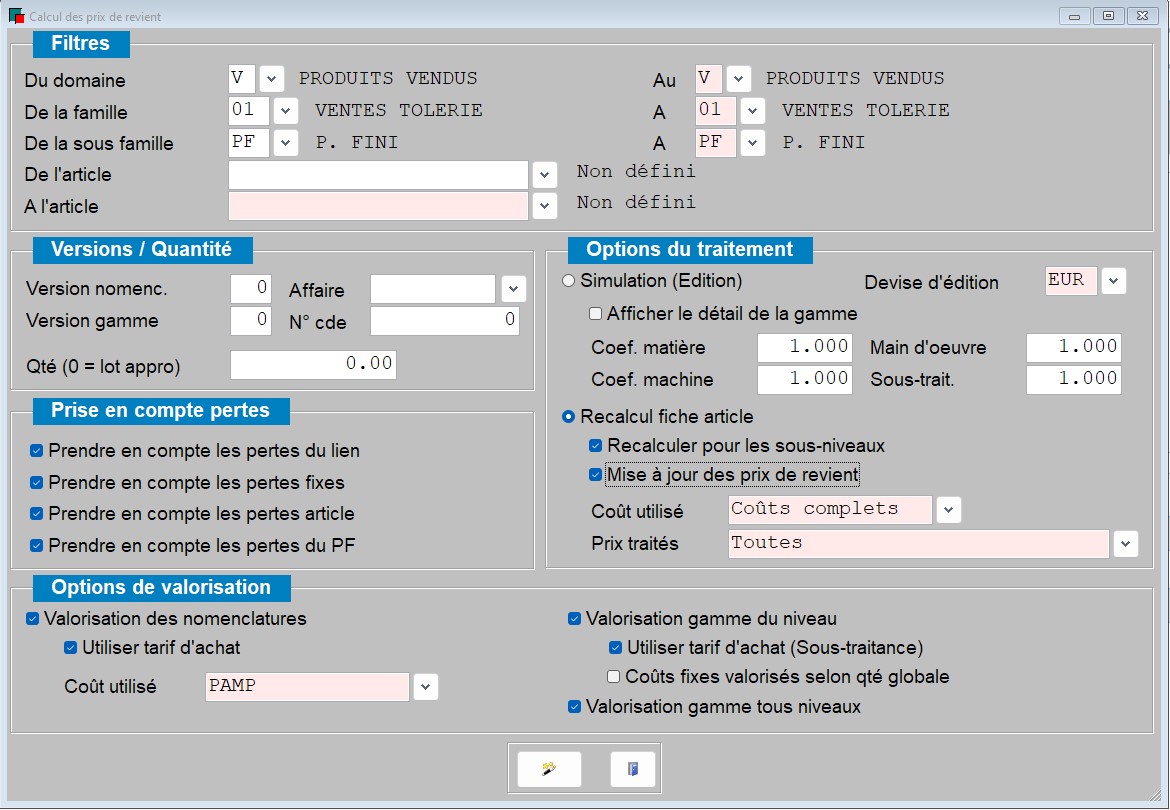 Calcul des prix de revient
Filtres
Du domaine V PRODUITS VENDUS Au V PRODUITS VENDUS
De la famille 01 VENTES TOLERIE A 01 VENTES TOLERIE
De la sous famille PF P. FINI A PF P. FINI
De l'article Non défini
A l'article Non défini
Versions / Quantité
Version nomenc. 0 Affaire
Version gamme 0 N° cde 0
Qté (0 = lot appro) 0.00
Prise en compte pertes
Prendre en compte les pertes du lien
Prendre en compte les pertes fixes
Prendre en compte les pertes article
Prendre en compte les pertes du PF
Options du traitement
Simulation (Edition) Devise d'édition EUR
Afficher le détail de la gamme
Coef. matière 1.000 Main d'oeuvre 1.000
Coef. machine 1.000 Sous-trait. 1.000
Recalcul fiche article
Recalculer pour les sous-niveaux
Mise à jour des prix de revient
Coût utilisé Coûts complets
Prix traités Toutes
Options de valorisation
Valorisation des nomenclatures
Utiliser tarif d'achat
Coût utilisé PAMP
Valorisation gamme du niveau
Utiliser tarif d'achat (Sous-traitance)
Coûts fixes valorisés selon qté globale
Valorisation gamme tous niveaux